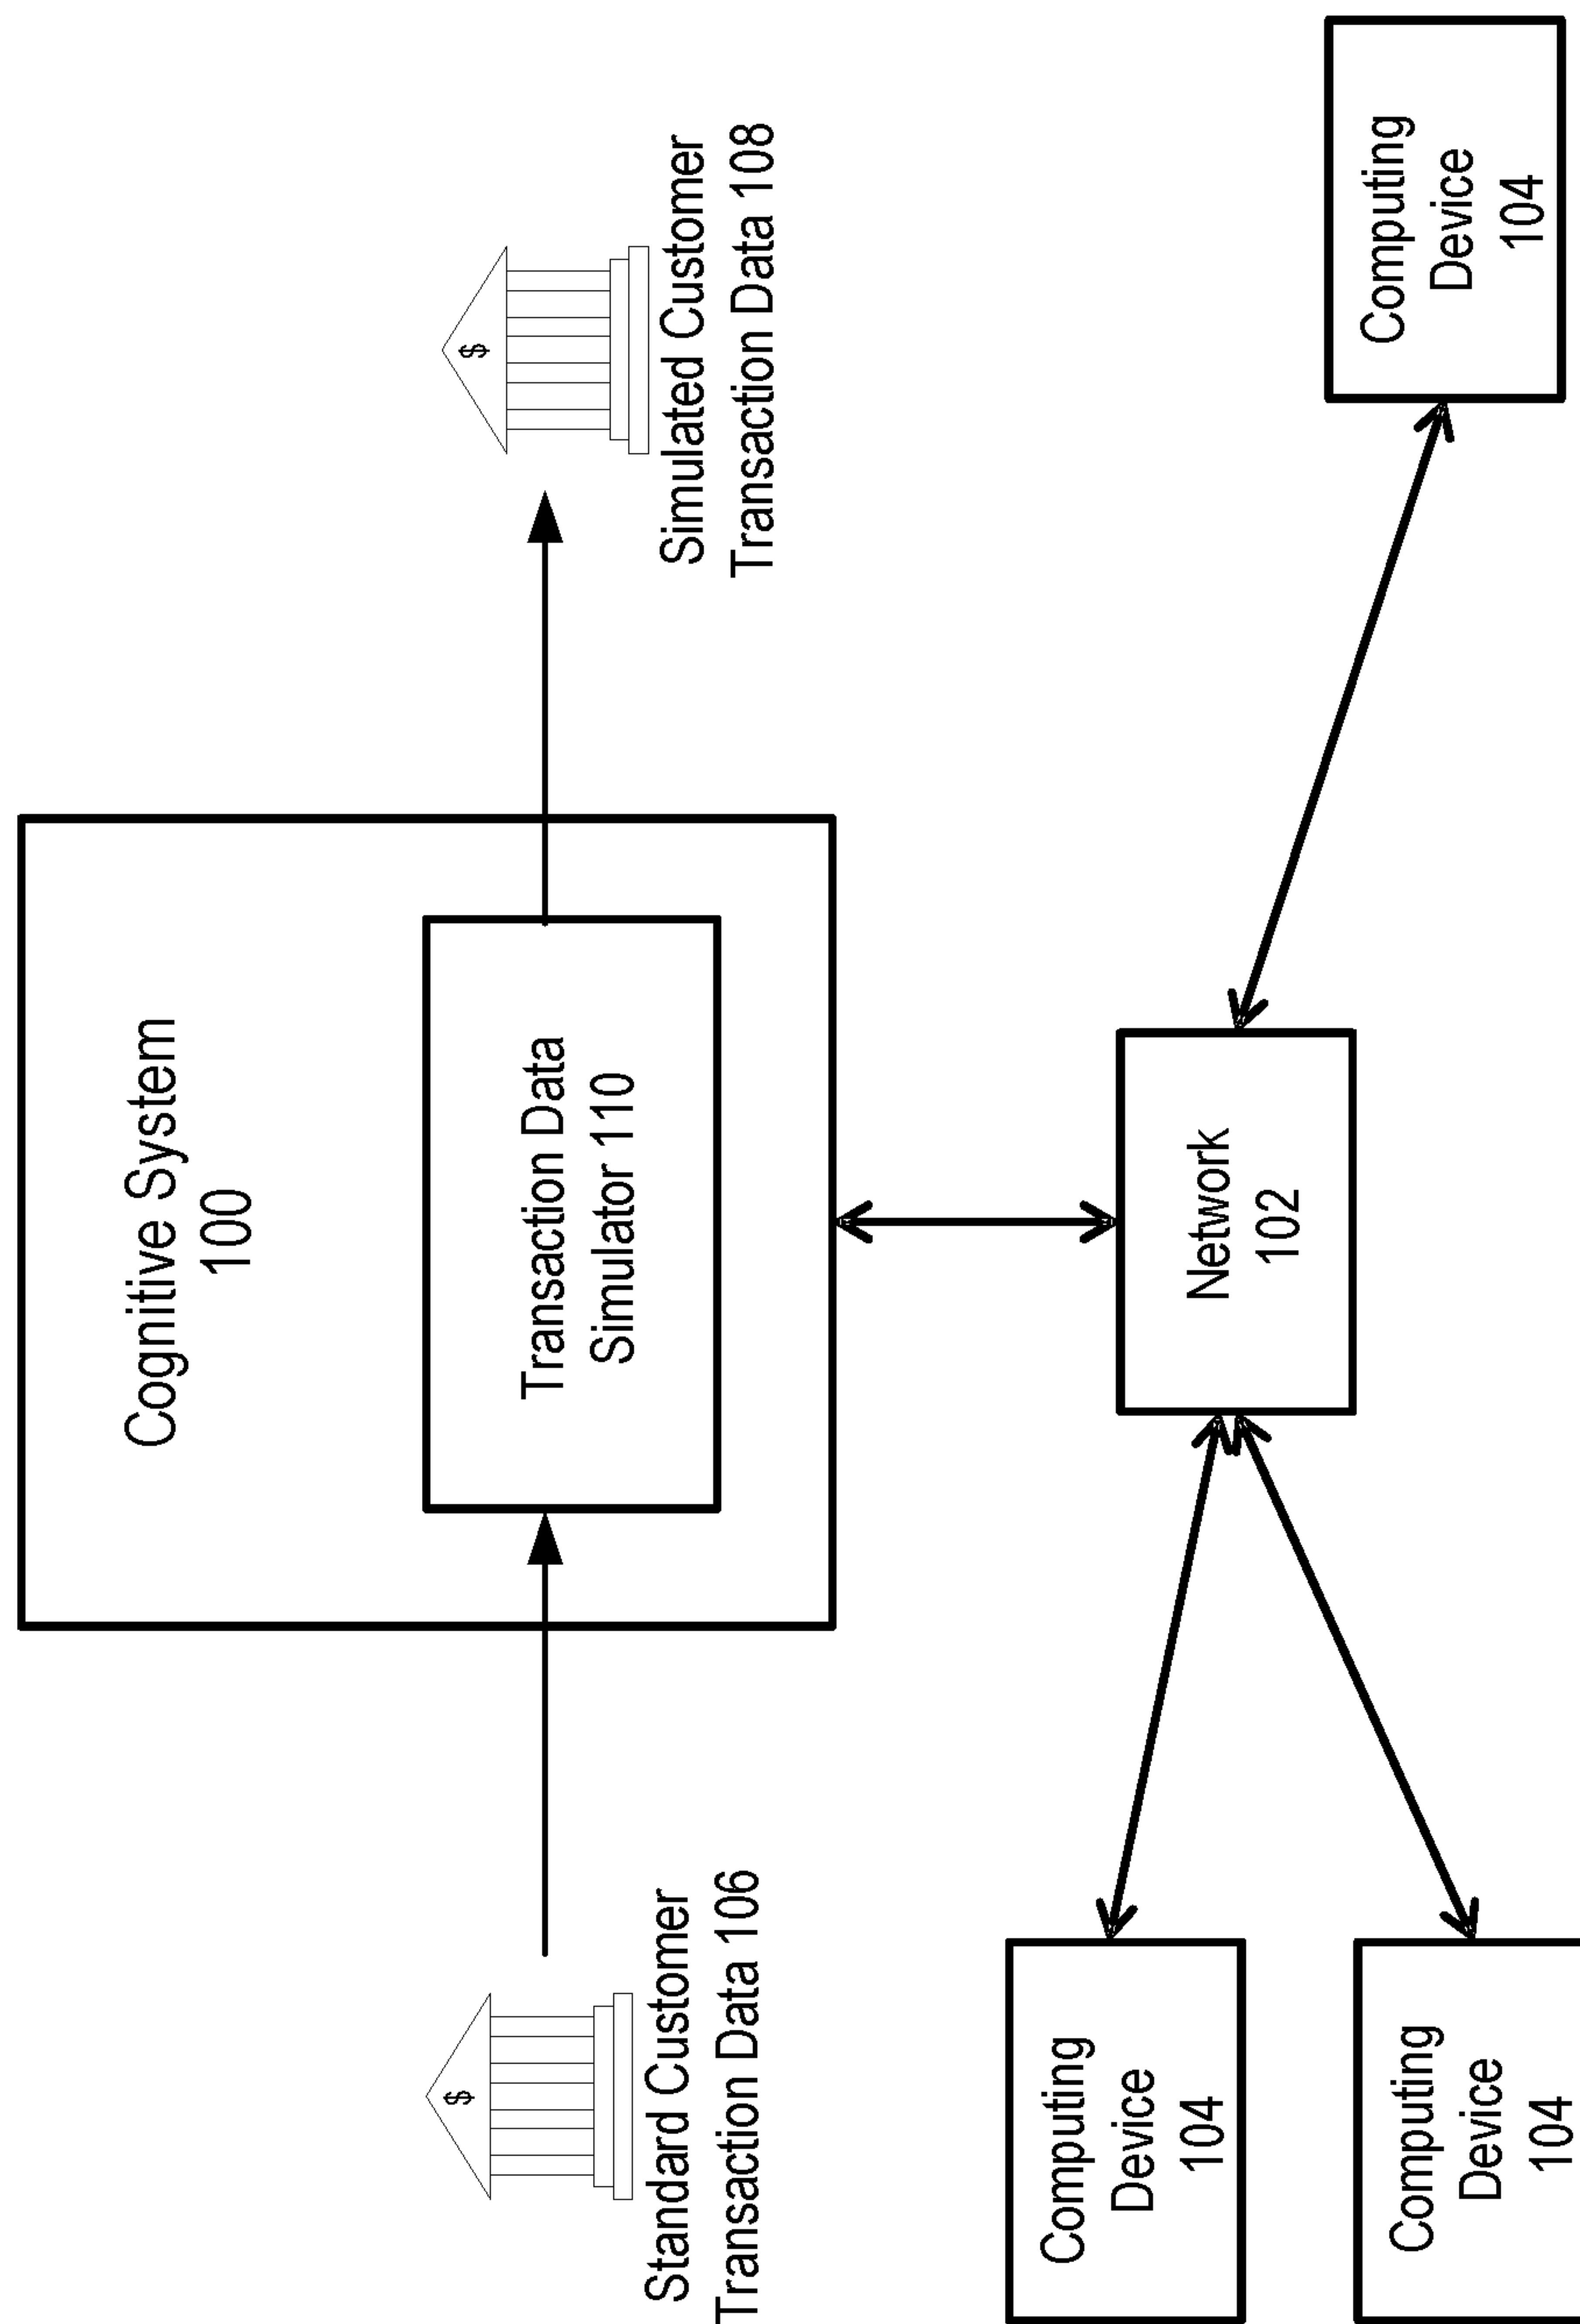 Cognitive System
100
Transaction Data
Simulator 110
$
Standard Customer
Transaction Data 106
$
Simulated Customer
Transaction Data 108
Network
102
Computing
Device
104
Computing
Device
104
Computing
Device
104